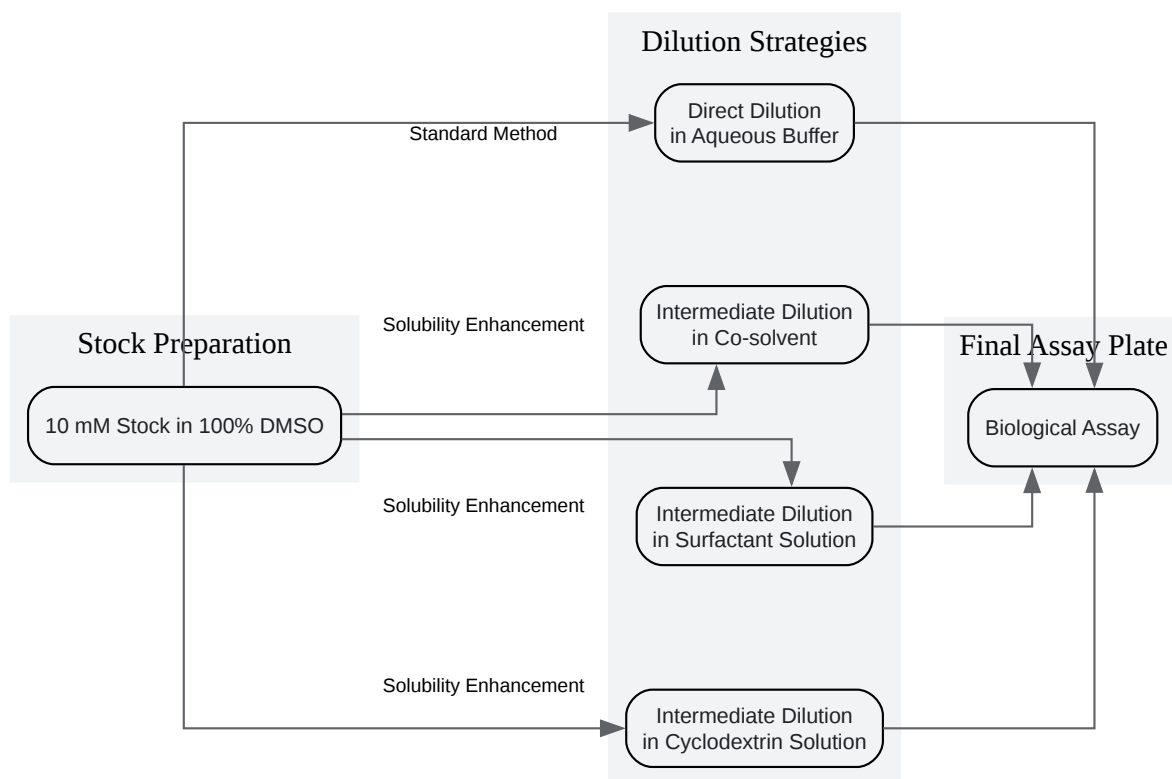 Dilution Strategies
Direct Dilution
in Aqueous Buffer
Standard Method
Solubility Enhancement
Intermediate Dilution
in Co-solvent
Stock Preparation
10 mM Stock in 100% DMSO
Final Assay Plate
Biological Assay
Solubility Enhancement
Intermediate Dilution
in Surfactant Solution
Solubility Enhancement
Intermediate Dilution
in Cyclodextrin Solution